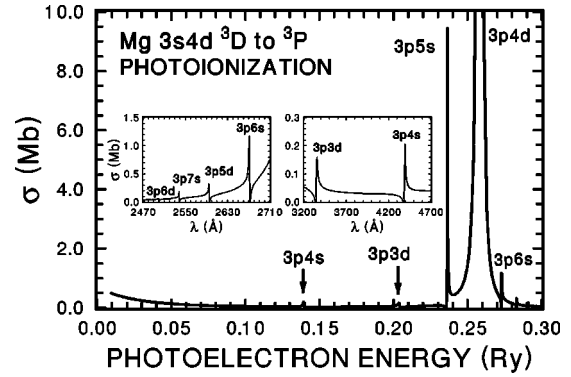 Mg 3s4d ³D to ³P
PHOTOIONIZATION
3p5s
3p4d
3p6s
3p4s
3p3d
σ (Mb)
10.0
8.0
6.0
4.0
2.0
0.0
0.00 0.05 0.10 0.15 0.20 0.25 0.30
PHOTOELECTRON ENERGY (Ry)
σ (Mb)
1.5
1.0
0.5
0.0
3p6d
3p7s
3p5d
3p6s
2470 2550 2630 2710
λ (Å)
0.3
0.2
0.1
0.0
3p3d
3p4s
3200 3700 4200 4700
λ (Å)